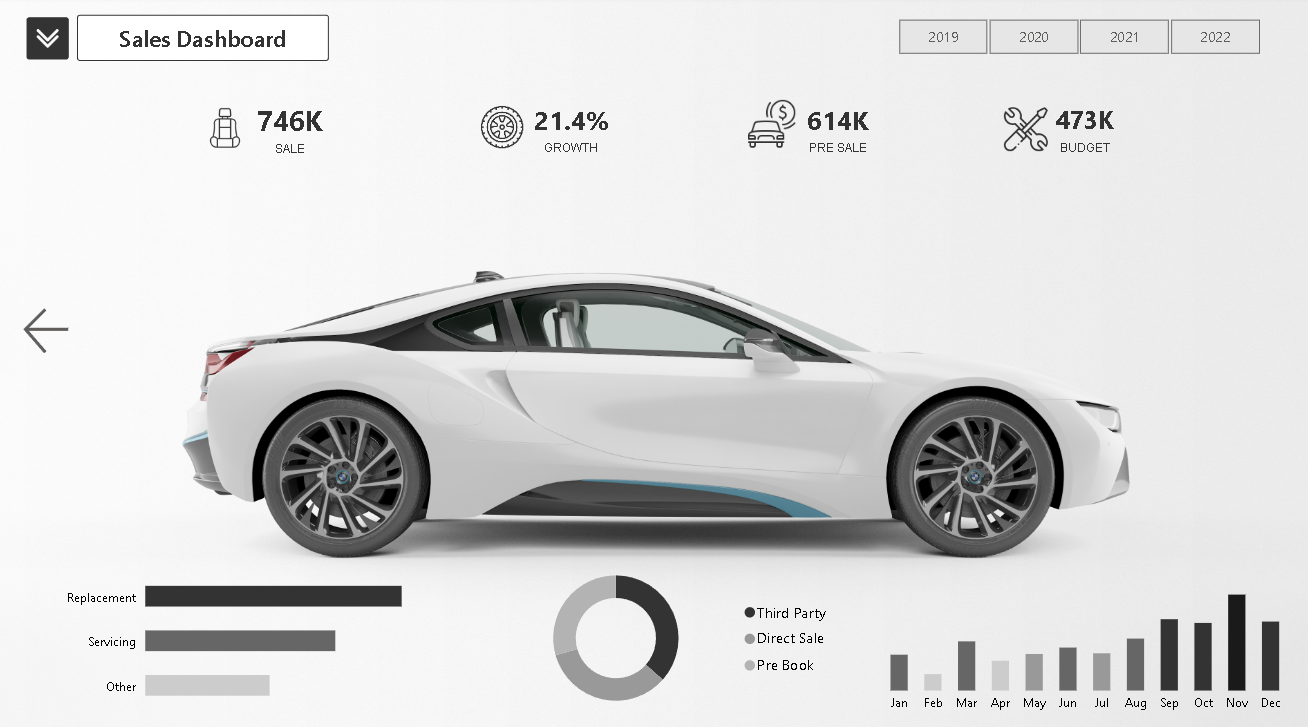 Sales Dashboard
2019 2020 2021 2022
746K
SALE
21.4%
GROWTH
$
614K
PRE SALE
473K
BUDGET
Replacement
Servicing
Other
Third Party
Direct Sale
Pre Book
Jan Feb Mar Apr May Jun Jul Aug Sep Oct Nov Dec